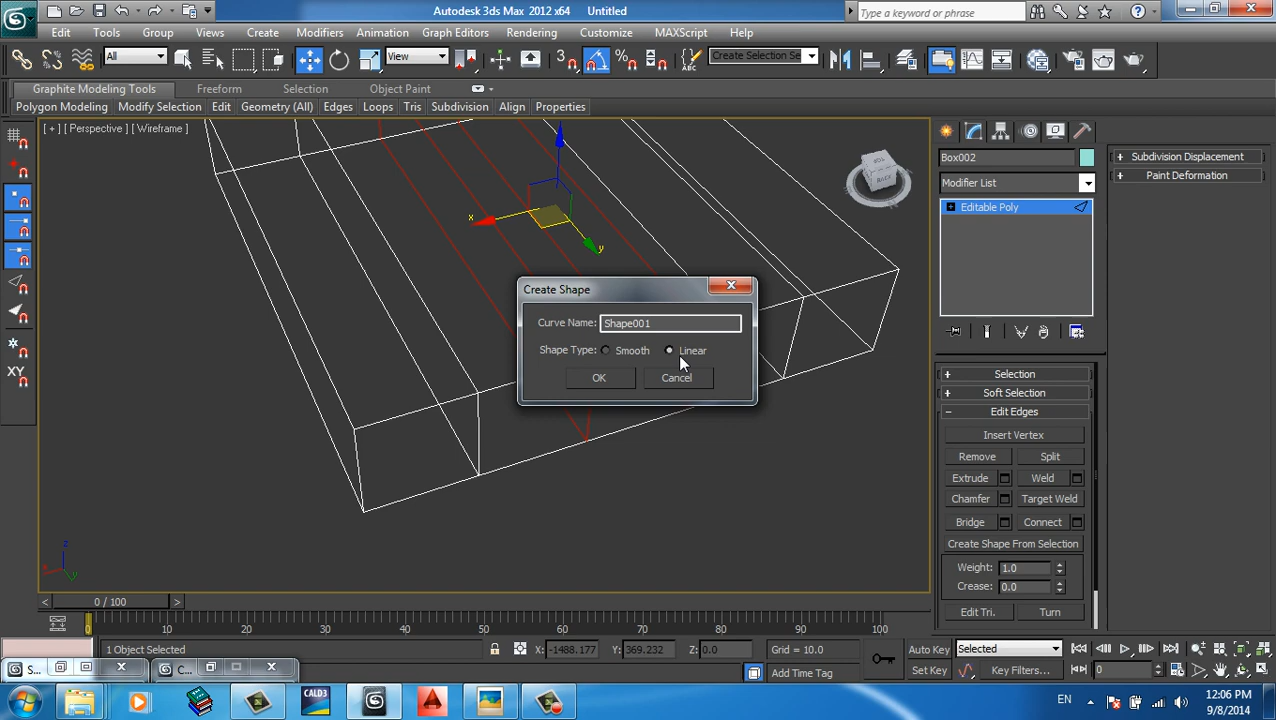 Autodesk 3ds Max 2012 x64 Untitled
Type a keyword or phrase
Edit Tools Group Views Create Modifiers Animation Graph Editors Rendering Customize MAXScript Help
All View 3 Create Selection Se
Graphite Modeling Tools Freeform Selection Object Paint
Polygon Modeling Modify Selection Edit Geometry (All) Edges Loops Tris Subdivision Align Properties
[ + ] [ Perspective ] [ Wireframe ]
Box002
Subdivision Displacement
Paint Deformation
Modifier List
Editable Poly
x
y
Create Shape
Curve Name: Shape001
Shape Type: Smooth Linear
OK Cancel
XY
Selection
Soft Selection
Edit Edges
Insert Vertex
Remove Split
Extrude Weld
Chamfer Target Weld
Bridge Connect
Create Shape From Selection
Weight: 1.0
Crease: 0.0
Edit Tri. Turn
z
x
y
< 0 / 100 >
0 10 20 30 40 50 60 70 80 90 100
1 Object Selected X: -1488.177 Y: 369.232 Z: 0.0 Grid = 10.0 Auto Key Selected
S... C... Add Time Tag Set Key Key Filters... 0
CALD3
EN
12:06 PM
9/8/2014